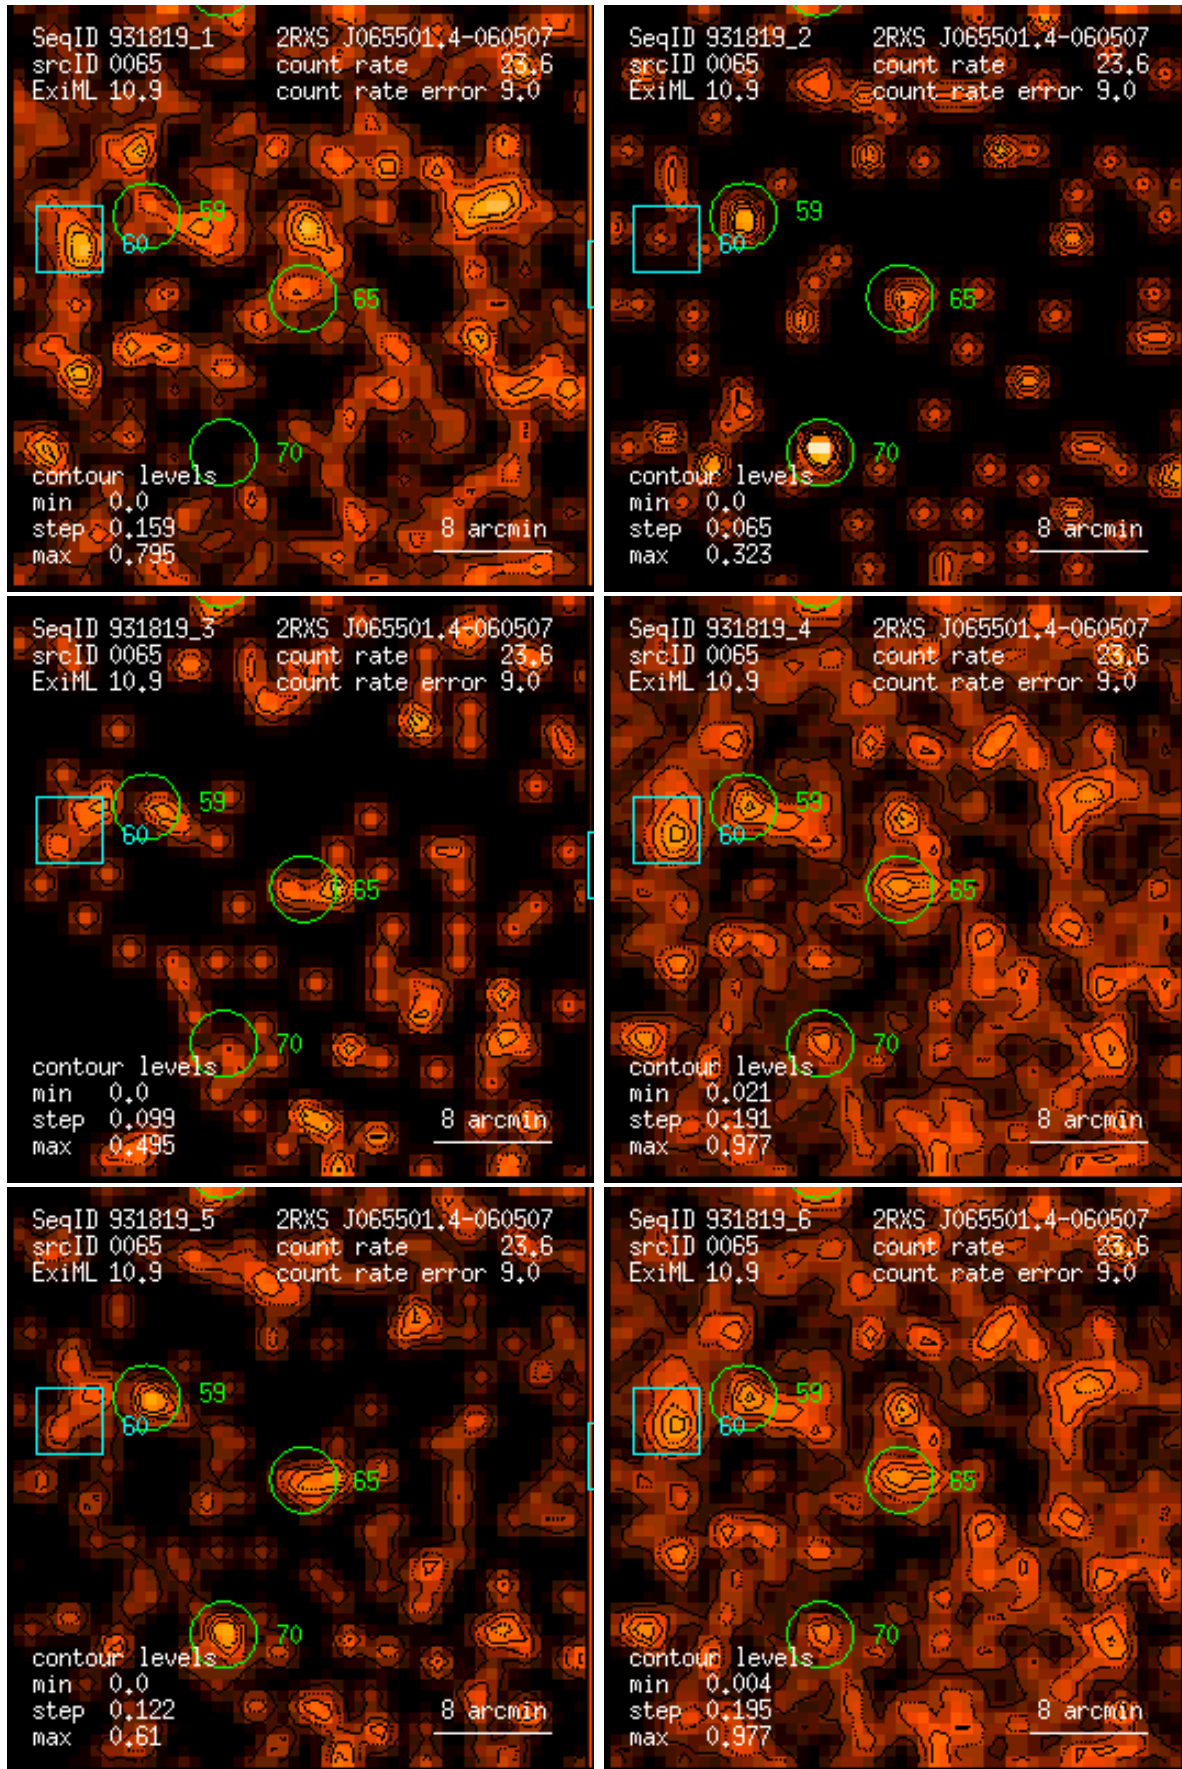 SeqID 931819_1 2RXS J065501.4-060507
srcID 0065 count rate 23.6
ExiML 10.9 count rate error 9.0
59
60
65
70
contour levels
min 0.0
step 0.159
max 0.795
8 arcmin
SeqID 931819_2 2RXS J065501.4-060507
srcID 0065 count rate 23.6
ExiML 10.9 count rate error 9.0
59
60
65
70
contour levels
min 0.0
step 0.065
max 0.323
8 arcmin
SeqID 931819_3 2RXS J065501.4-060507
srcID 0065 count rate 23.6
ExiML 10.9 count rate error 9.0
59
60
65
70
contour levels
min 0.0
step 0.099
max 0.495
8 arcmin
SeqID 931819_4 2RXS J065501.4-060507
srcID 0065 count rate 23.6
ExiML 10.9 count rate error 9.0
59
60
65
70
contour levels
min 0.021
step 0.191
max 0.977
8 arcmin
SeqID 931819_5 2RXS J065501.4-060507
srcID 0065 count rate 23.6
ExiML 10.9 count rate error 9.0
59
60
65
70
contour levels
min 0.0
step 0.122
max 0.61
8 arcmin
SeqID 931819_6 2RXS J065501.4-060507
srcID 0065 count rate 23.6
ExiML 10.9 count rate error 9.0
59
60
65
70
contour levels
min 0.004
step 0.195
max 0.977
8 arcmin